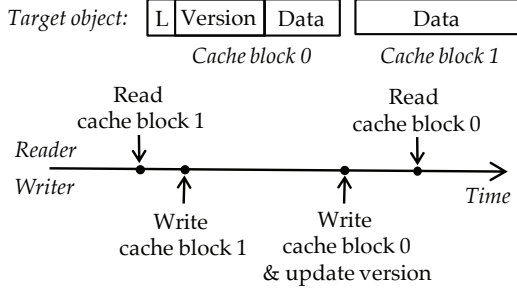 Target object: L Version Data Data
Cache block 0 Cache block 1
Read
cache block 1
Read
cache block 0
Reader
Writer
Time
Write
cache block 1
Write
cache block 0
& update version